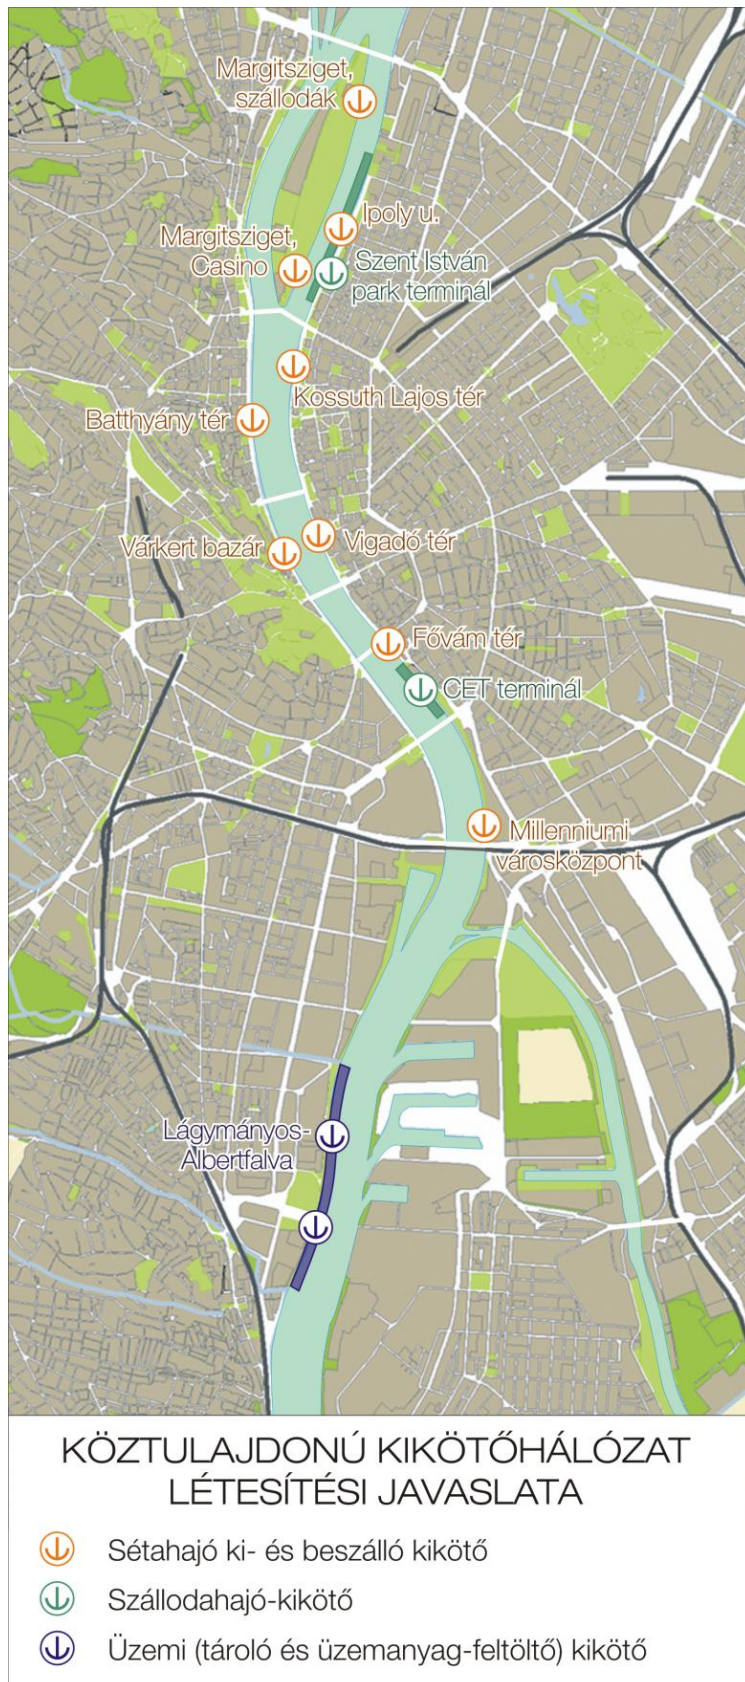 Margitsziget,
szállodák
Ipoly u.
Margitsziget,
Casino
Szent István
park terminál
Kossuth Lajos tér
Batthyány tér
Várkert bazár
Vigadó tér
Fővám tér
CET terminál
Millenniumi
városközpont
Lágymányos-
Albertfalva
KÖZTULAJDONÚ KIKÖTŐHÁLÓZAT
LÉTESÍTÉSI JAVASLATA
Sétahajó ki- és beszálló kikötő
Szállodahajó-kikötő
Üzemi (tároló és üzemanyag-feltöltő) kikötő